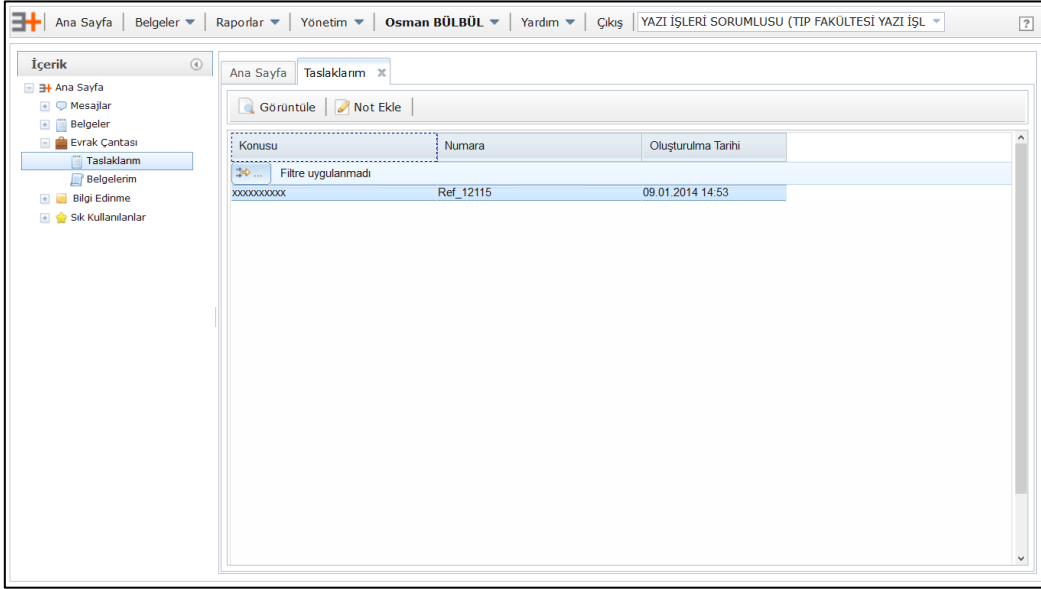 Ana Sayfa Belgeler Raporlar Yönetim Osman BÜLBÜL Yardım Çıkış YAZI İŞLERİ SORUMLUSU (TIP FAKÜLTESİ YAZI İŞL ?
İçerik
Ana Sayfa
Mesajlar
Belgeler
Evrak Çantası
Taslaklarım
Belgelerim
Bilgi Edinme
Sık Kullanılanlar
Ana Sayfa Taslaklarım x
Görüntüle Not Ekle
Konusu Numara Oluşturulma Tarihi
... Filtre uygulanmadı
xxxxxxxxxx Ref_12115 09.01.2014 14:53